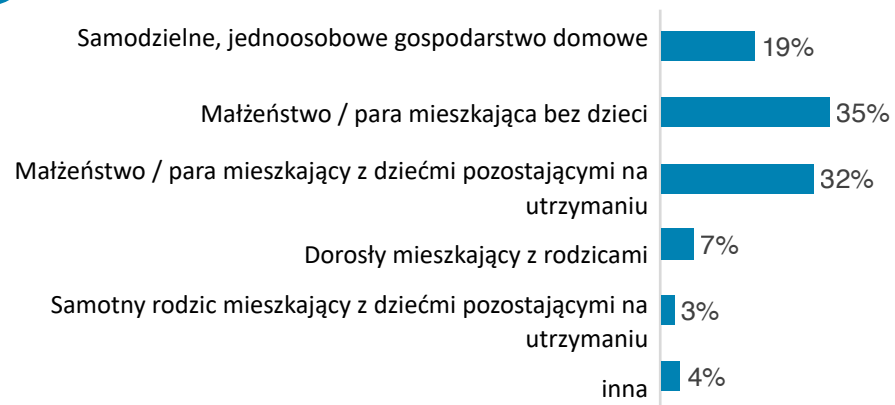 Samodzielne, jednoosobowe gospodarstwo domowe 19%
Małżeństwo / para mieszkająca bez dzieci 35%
Małżeństwo / para mieszkający z dziećmi pozostającymi na
utrzymaniu 32%
Dorosły mieszkający z rodzicami 7%
Samotny rodzic mieszkający z dziećmi pozostającymi na
utrzymaniu 3%
inna 4%